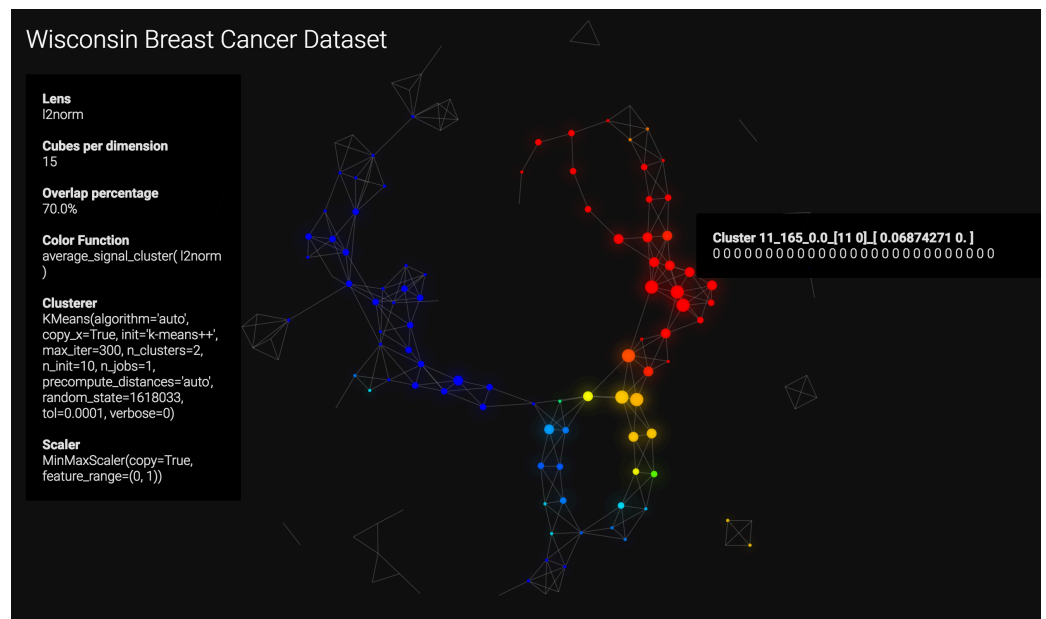 Wisconsin Breast Cancer Dataset
Lens
l2norm
Cubes per dimension
15
Overlap percentage
70.0%
Color Function
average_signal_cluster( l2norm
)
Clusterer
KMeans(algorithm='auto',
copy_x=True, init='k-means++',
max_iter=300, n_clusters=2,
n_init=10, n_jobs=1,
precompute_distances='auto',
random_state=1618033,
tol=0.0001, verbose=0)
Scaler
MinMaxScaler(copy=True,
feature_range=(0, 1))
Cluster 11_165_0.0_[11 0]_[ 0.06874271 0. ]
0 0 0 0 0 0 0 0 0 0 0 0 0 0 0 0 0 0 0 0 0 0 0 0 0 0 0